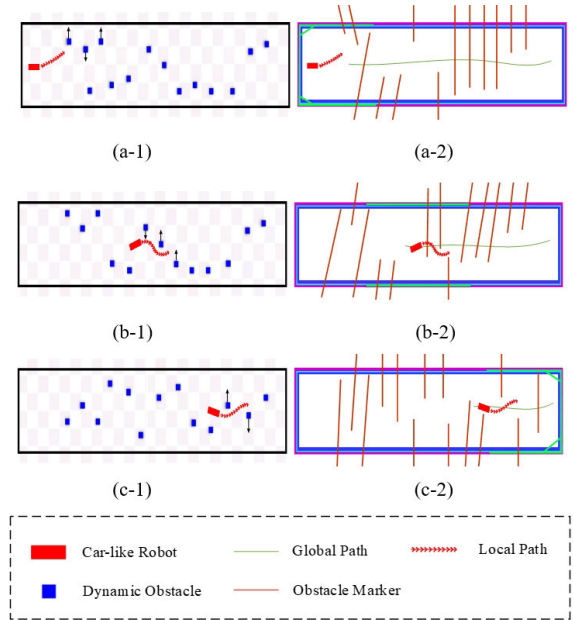 (a-1) (a-2)
(b-1) (b-2)
(c-1) (c-2)
Car-like Robot Global Path Local Path
Dynamic Obstacle Obstacle Marker